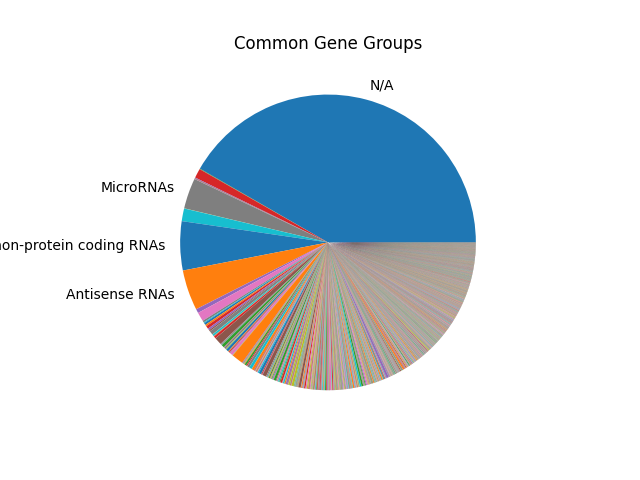 Common Gene Groups
N/A
MicroRNAs
non-protein coding RNAs
Antisense RNAs